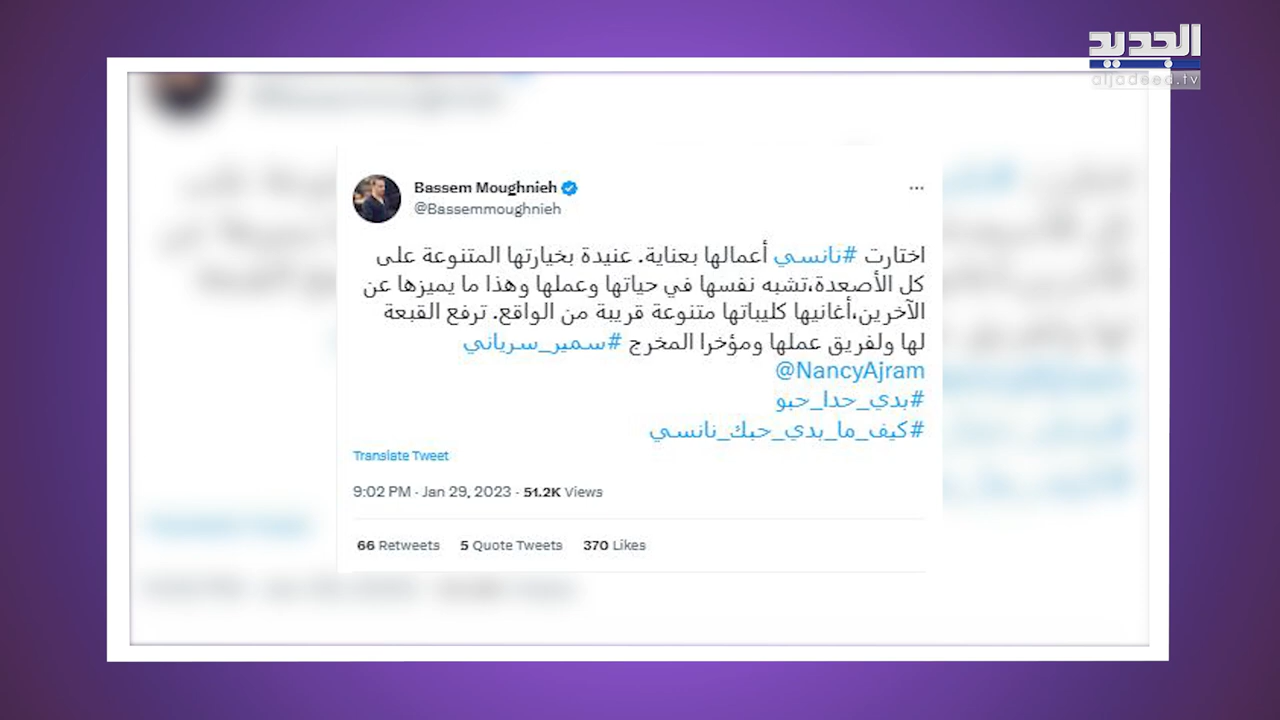 الجديد
aljadeed.tv
Bassem Moughnieh
@Bassemmoughnieh
اختارت #نانسي أعمالها بعناية. عنيدة بخيارتها المتنوعة على
كل الأصعدة،تشبه نفسها في حياتها وعملها وهذا ما يميزها عن
الآخرين،أغانيها كليباتها متنوعة قريبة من الواقع. ترفع القبعة
لها ولفريق عملها ومؤخرا المخرج #سمير_سرياني
@NancyAjram
#بدي_حدا_حبو
#كيف_ما_بدي_حبك_نانسي
Translate Tweet
9:02 PM · Jan 29, 2023 · 51.2K Views
66 Retweets 5 Quote Tweets 370 Likes